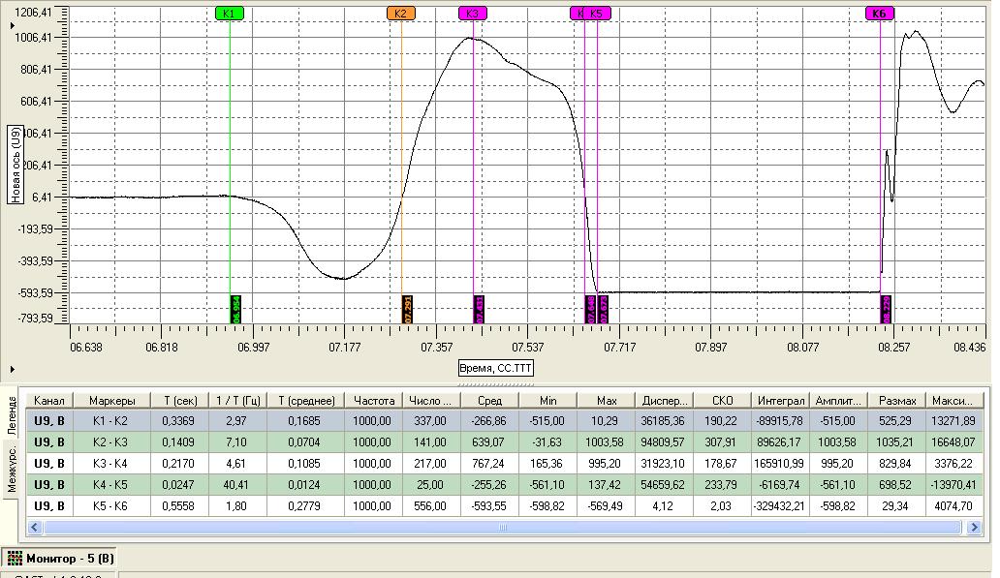 1206,41
K1 K2 K3 K K5 K6
1006,41
806,41
606,41
406,41
206,41
6,41
-193,59
-393,59
-593,59
-793,59
Новая ось (U9)
06.954 07.291 07.431 07.648 07.673 08.229
06.638 06.818 06.997 07.177 07.357 07.537 07.717 07.897 08.077 08.257 08.436
Время, СС.ТТТ
Легенда
Межкурс.
Канал Маркеры T (сек) 1 / T (Гц) T (среднее) Частота Число ... Сред Min Max Диспер... СКО Интеграл Амплит... Размах Макси...
U9, В K1 - K2 0,3369 2,97 0,1685 1000,00 337,00 -266,86 -515,00 10,29 36185,36 190,22 -89915,78 -515,00 525,29 13271,89
U9, В K2 - K3 0,1409 7,10 0,0704 1000,00 141,00 639,07 -31,63 1003,58 94809,57 307,91 89626,17 1003,58 1035,21 16648,07
U9, В K3 - K4 0,2170 4,61 0,1085 1000,00 217,00 767,24 165,36 995,20 31923,10 178,67 165910,99 995,20 829,84 3376,22
U9, В K4 - K5 0,0247 40,41 0,0124 1000,00 25,00 -255,26 -561,10 137,42 54659,62 233,79 -6169,74 -561,10 698,52 -13970,41
U9, В K5 - K6 0,5558 1,80 0,2779 1000,00 556,00 -593,55 -598,82 -569,49 4,12 2,03 -329432,21 -598,82 29,34 4074,70
Монитор - 5 (В)